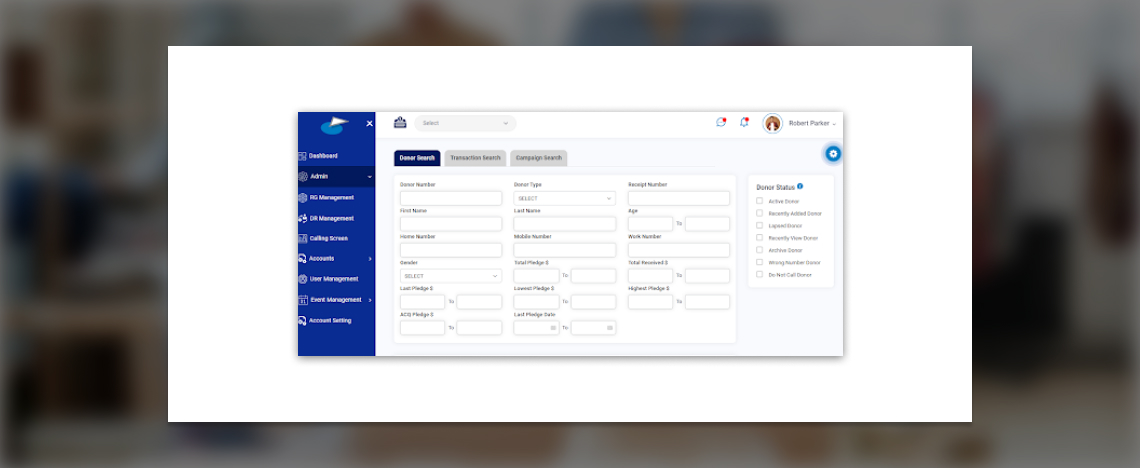 Select
Robert Parker
Dashboard
Admin
RG Management
DR Management
Calling Screen
Accounts
User Management
Event Management
Account Setting
Donor Search
Transaction Search
Campaign Search
Donor Number
Donor Type
Receipt Number
SELECT
First Name
Last Name
Age
To
Home Number
Mobile Number
Work Number
Gender
Total Pledge $
Total Received $
SELECT
To
To
Last Pledge $
Lowest Pledge $
Highest Pledge $
To
To
To
ACQ Pledge $
Last Pledge Date
To
To
Donor Status
Active Donor
Recently Added Donor
Lapsed Donor
Recently View Donor
Archive Donor
Wrong Number Donor
Do Not Call Donor